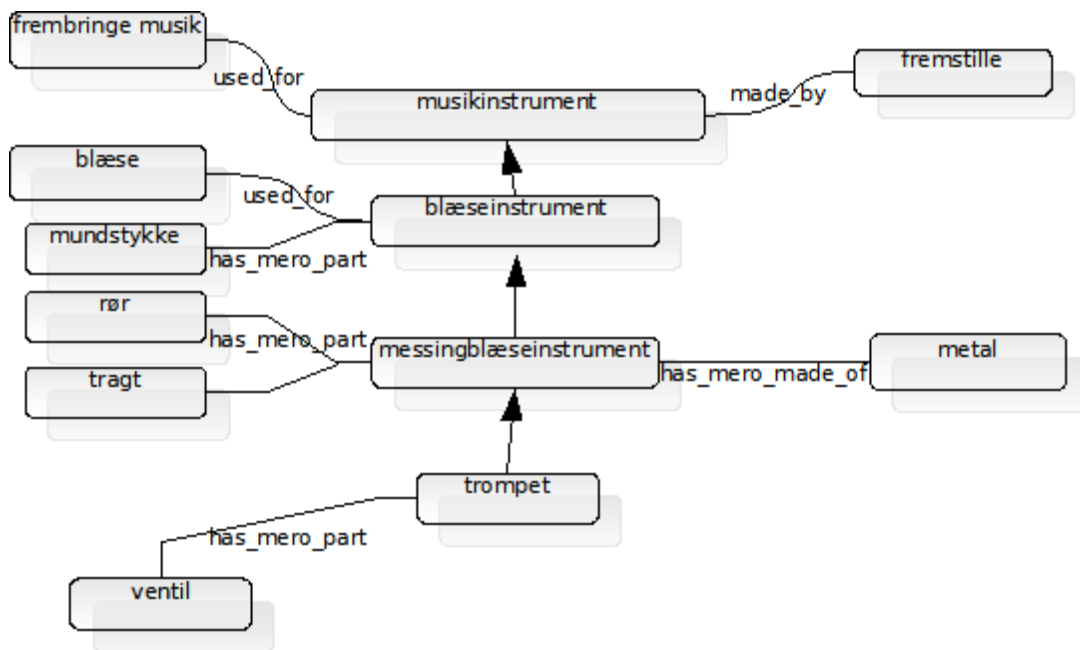 frembringe musik
used_for
musikinstrument
made_by
fremstille
blæse
used_for
blæseinstrument
mundstykke
has_mero_part
rør
has_mero_part
messingblæseinstrument
metal
has_mero_made_of
tragt
trompet
has_mero_part
ventil